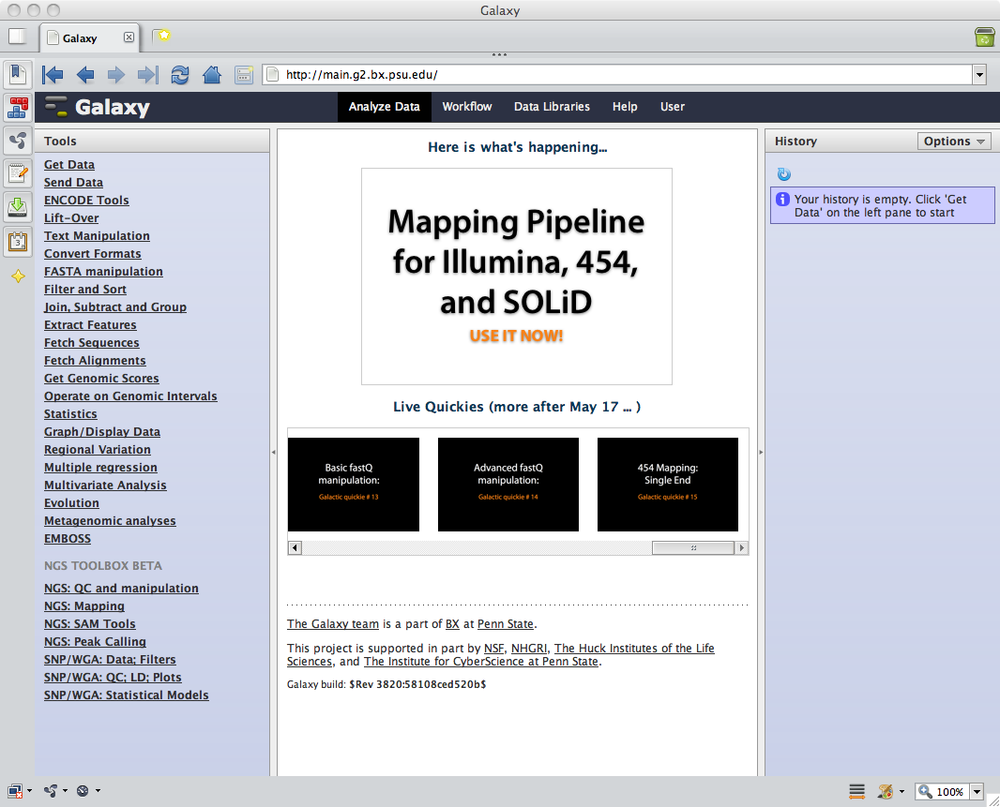 Galaxy
Galaxy
http://main.g2.bx.psu.edu/
3
Galaxy
Analyze Data Workflow Data Libraries Help User
Tools
Get Data
Send Data
ENCODE Tools
Lift-Over
Text Manipulation
Convert Formats
FASTA manipulation
Filter and Sort
Join, Subtract and Group
Extract Features
Fetch Sequences
Fetch Alignments
Get Genomic Scores
Operate on Genomic Intervals
Statistics
Graph/Display Data
Regional Variation
Multiple regression
Multivariate Analysis
Evolution
Metagenomic analyses
EMBOSS
NGS TOOLBOX BETA
NGS: QC and manipulation
NGS: Mapping
NGS: SAM Tools
NGS: Peak Calling
SNP/WGA: Data; Filters
SNP/WGA: QC; LD; Plots
SNP/WGA: Statistical Models
Here is what's happening...
Mapping Pipeline
for Illumina, 454,
and SOLiD
USE IT NOW!
Live Quickies (more after May 17 ... )
Basic fastQ
manipulation:
Galactic quickie # 13
Advanced fastQ
manipulation:
Galactic quickie # 14
454 Mapping:
Single End
Galactic quickie # 15
The Galaxy team is a part of BX at Penn State.
This project is supported in part by NSF, NHGRI, The Huck Institutes of the Life
Sciences, and The Institute for CyberScience at Penn State.
Galaxy build: $Rev 3820:58108ced520b$
History
Options
Your history is empty. Click 'Get
Data' on the left pane to start
100%